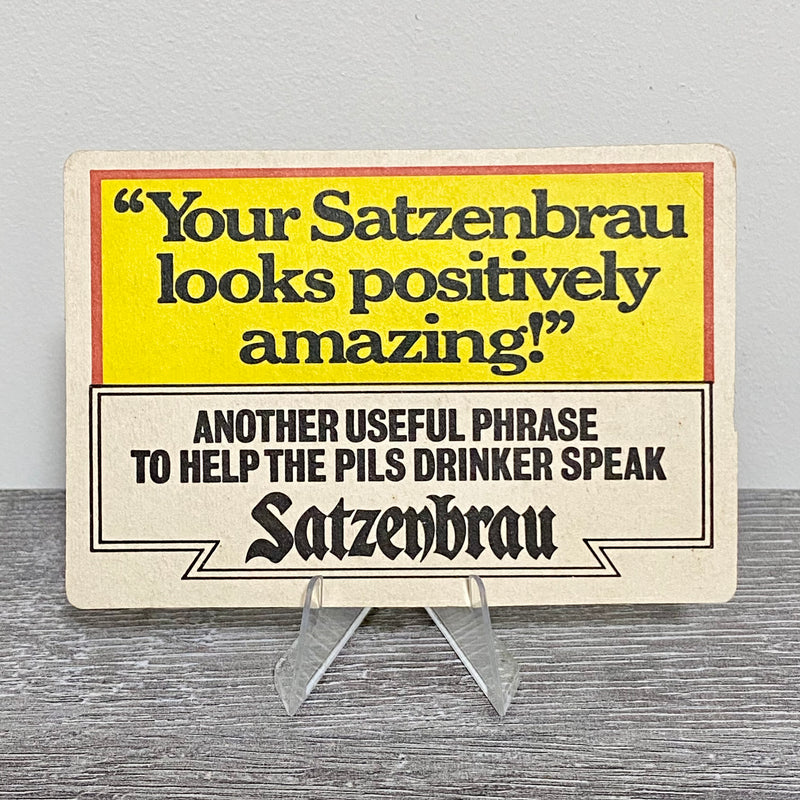 “Your Satzenbrau
looks positively
amazing!”
ANOTHER USEFUL PHRASE
TO HELP THE PILS DRINKER SPEAK
Satzenbrau